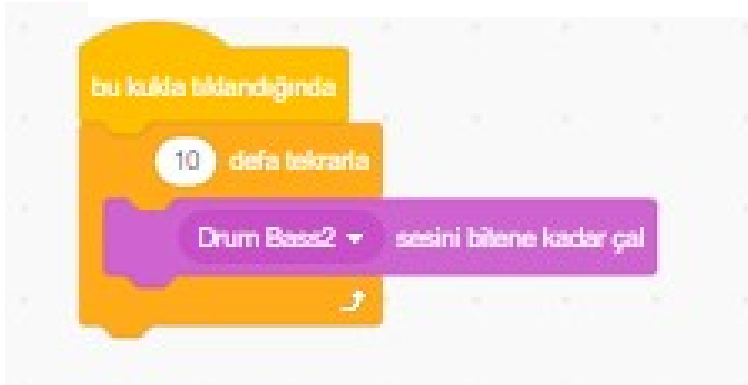 bu kukla tıklandığında
10 defa tekrarla
Drum Bass2 sesini bitene kadar çal